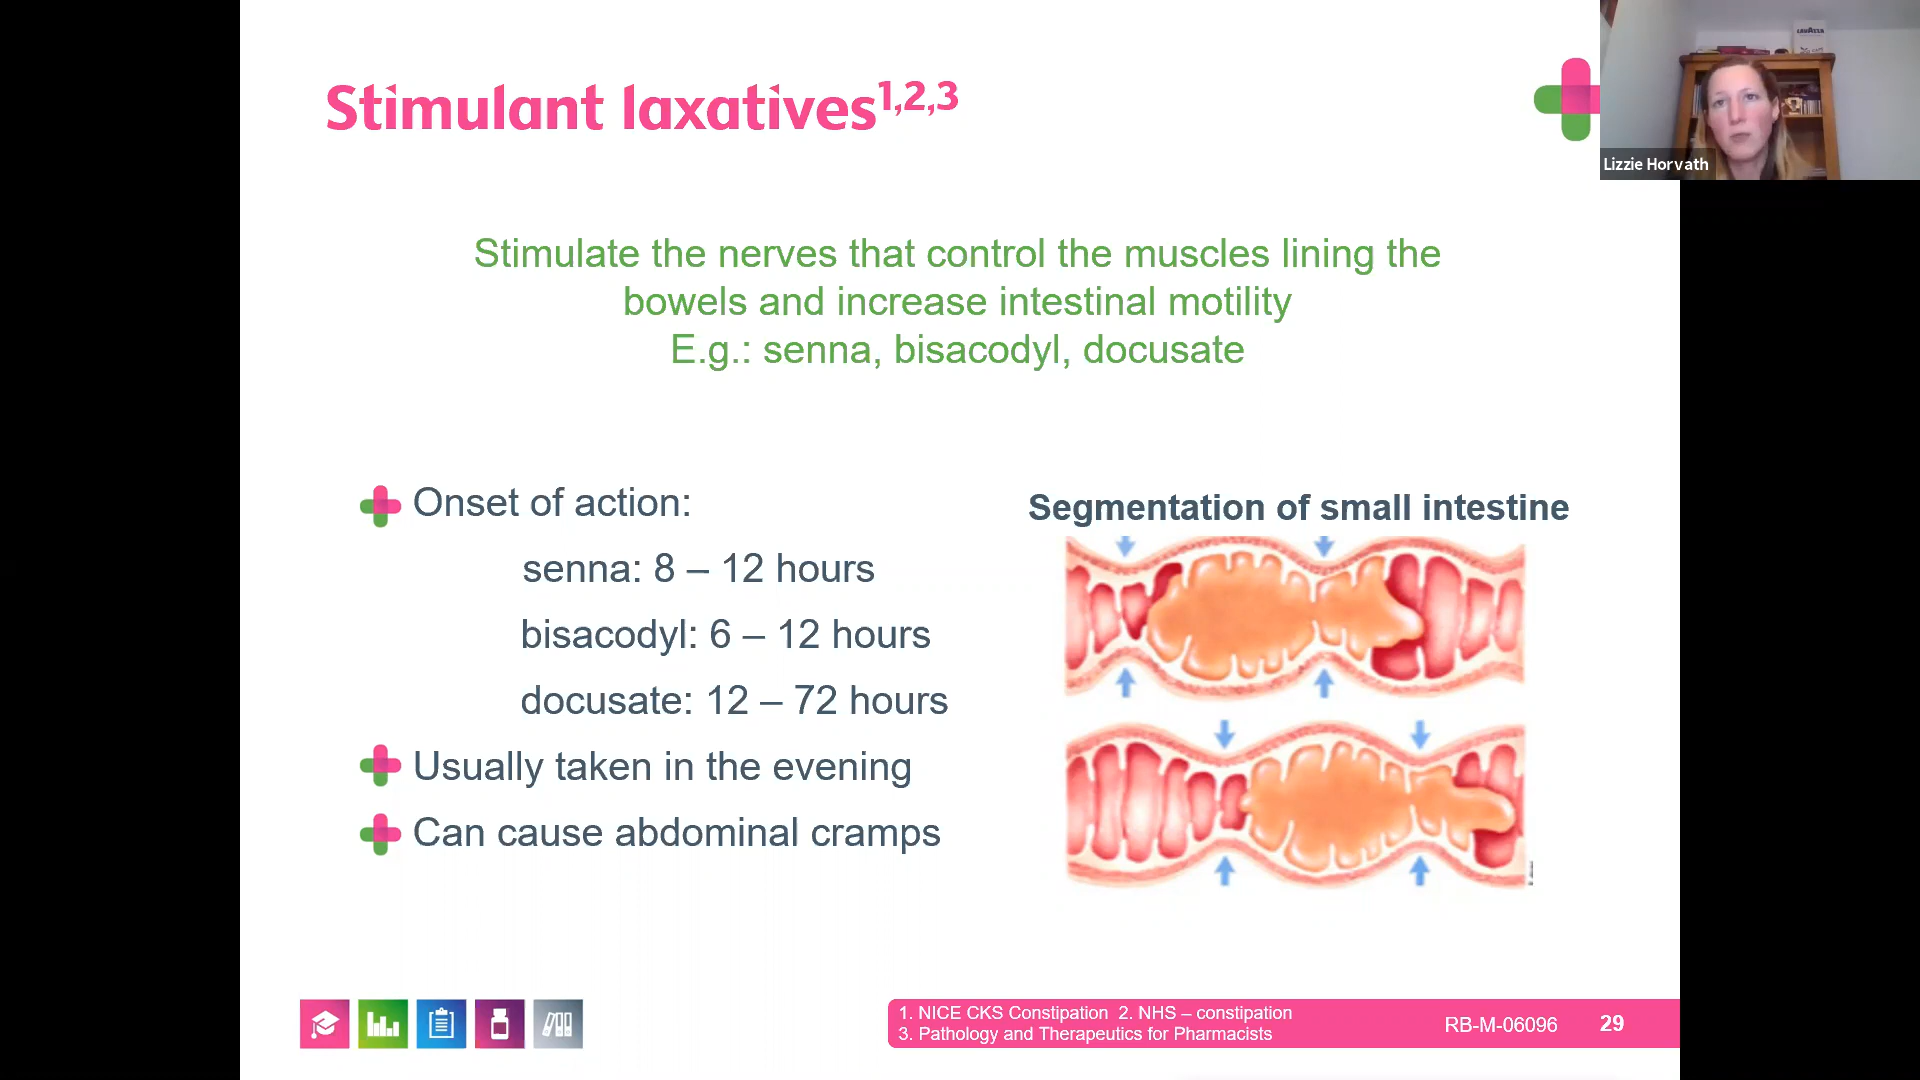 Stimulant laxatives1,2,3
LAVAZZA
Lizzie Horvath
Stimulate the nerves that control the muscles lining the
bowels and increase intestinal motility
E.g.: senna, bisacodyl, docusate
Onset of action:
senna: 8 – 12 hours
bisacodyl: 6 – 12 hours
docusate: 12 – 72 hours
Usually taken in the evening
Can cause abdominal cramps
Segmentation of small intestine
1. NICE CKS Constipation 2. NHS – constipation
3. Pathology and Therapeutics for Pharmacists
RB-M-06096
29